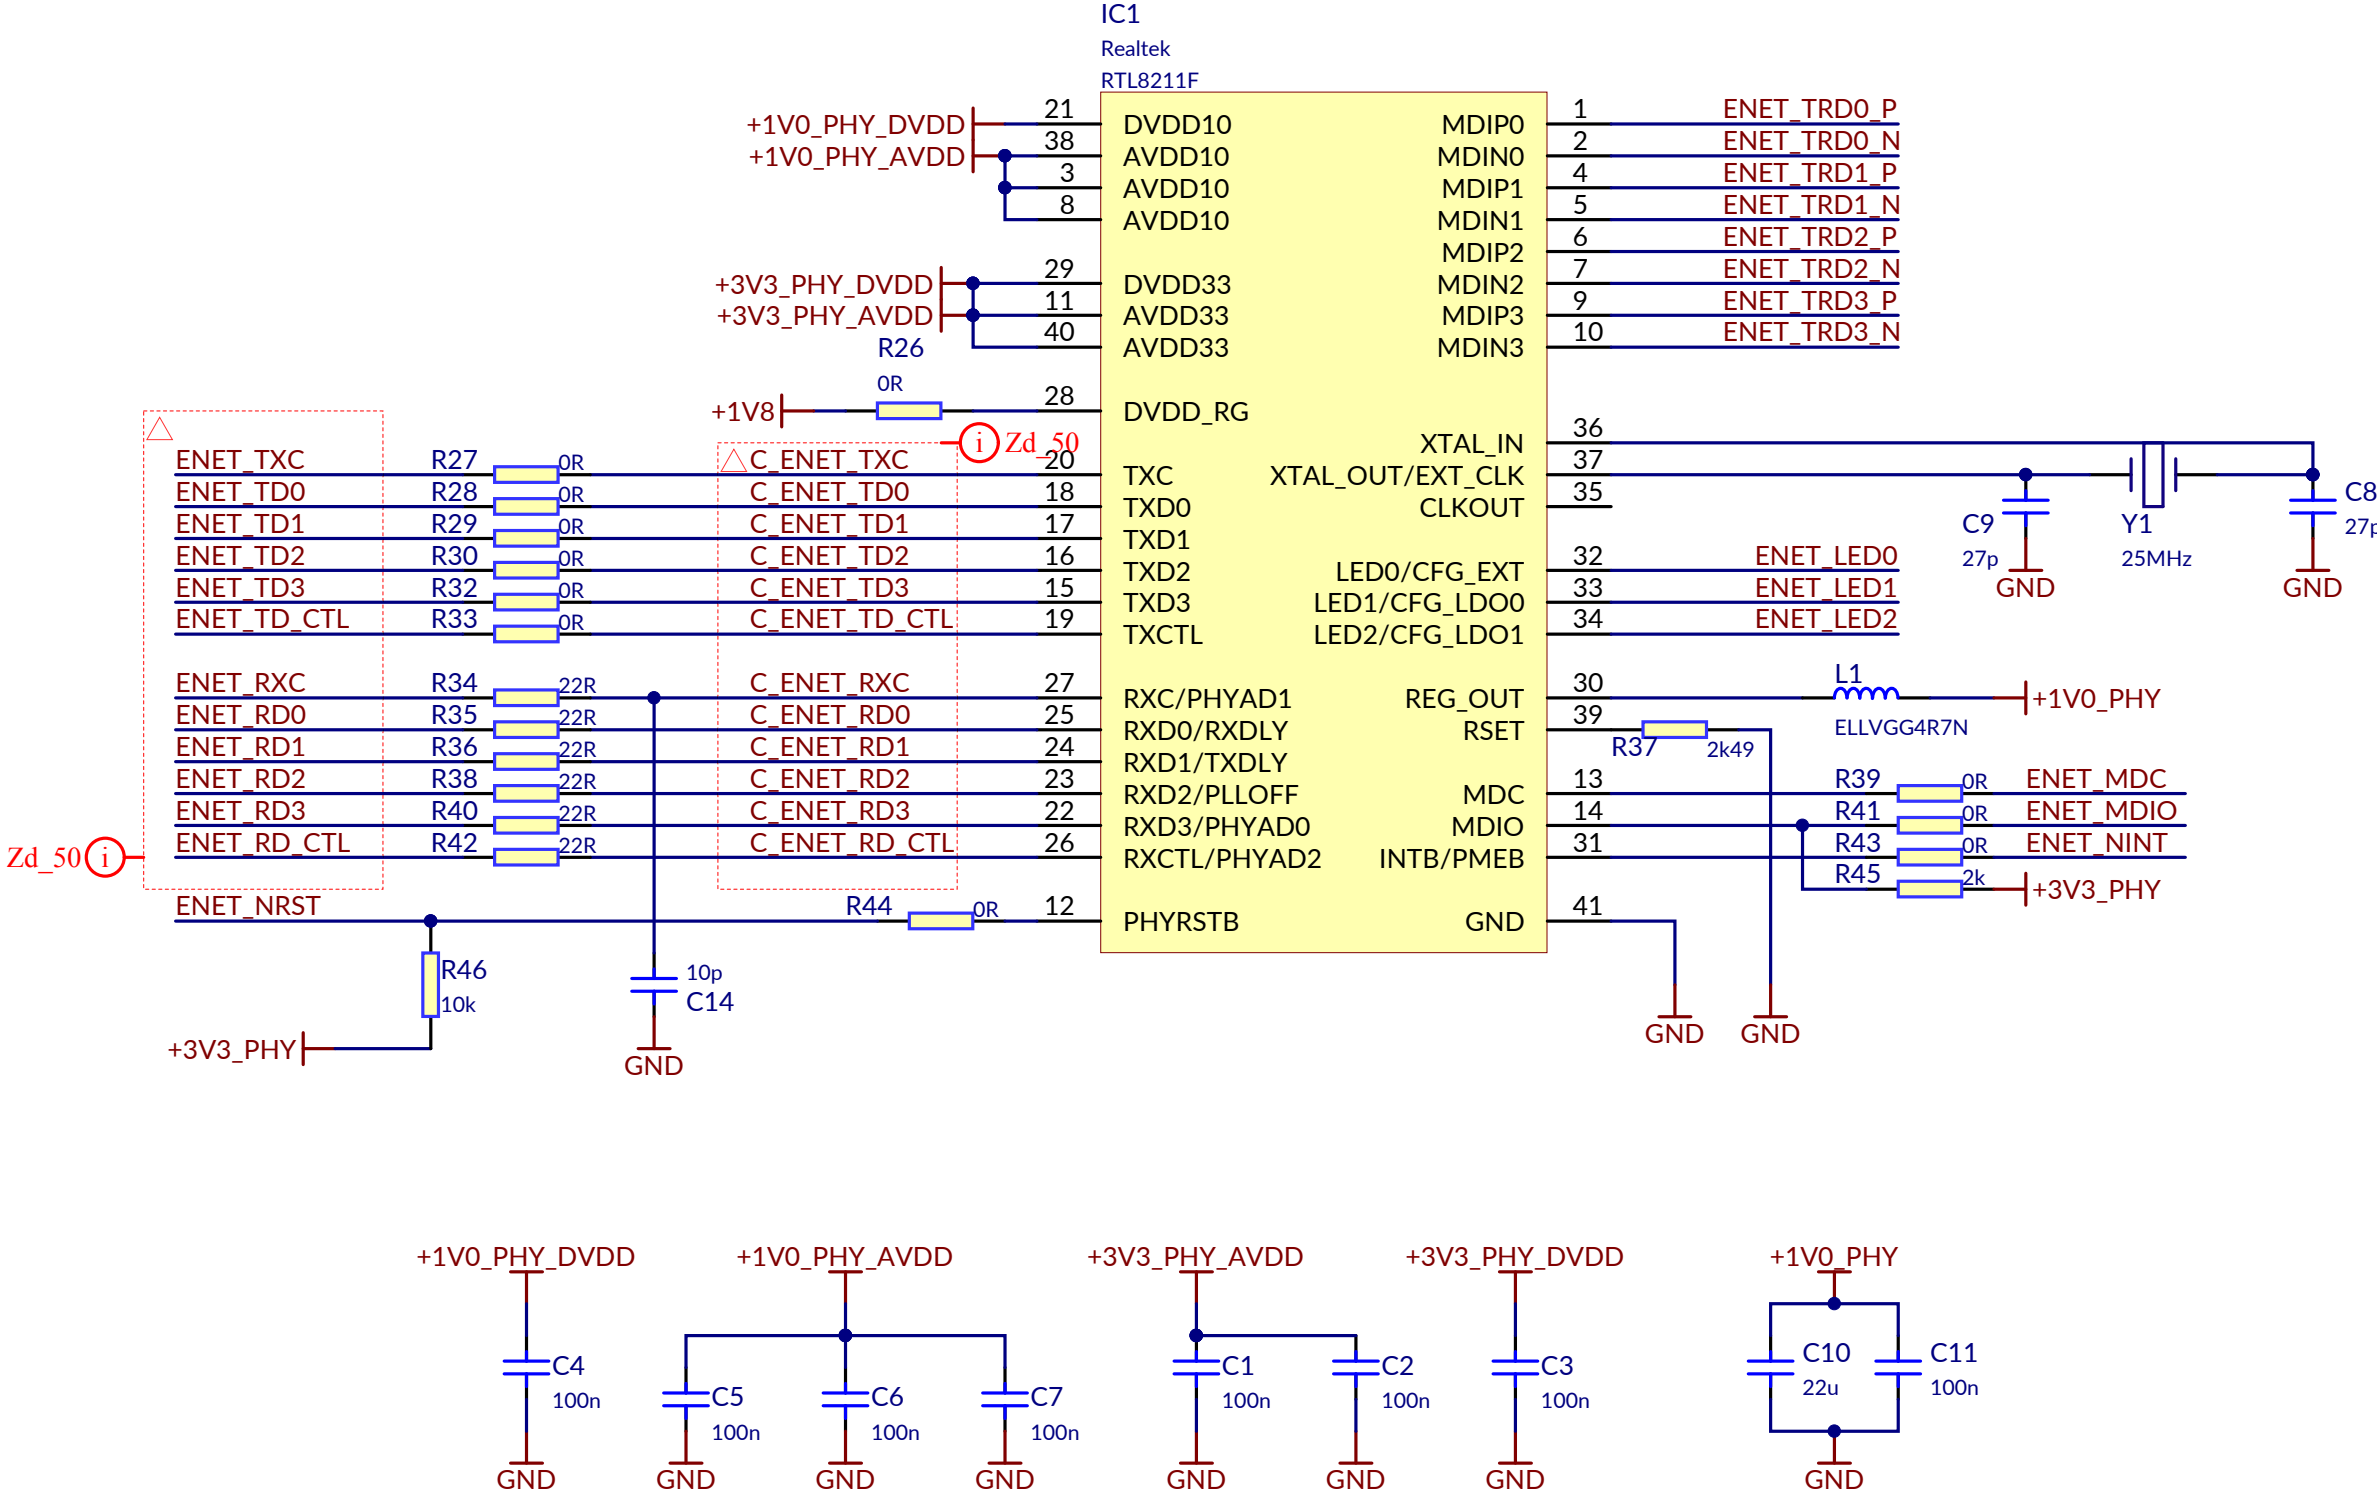 IC1
Realtek
RTL8211F
+1V0_PHY_DVDD 21 DVDD10 MDIP0 1 ENET_TRD0_P
+1V0_PHY_AVDD 38 AVDD10 MDIN0 2 ENET_TRD0_N
3 AVDD10 MDIP1 4 ENET_TRD1_P
8 AVDD10 MDIN1 5 ENET_TRD1_N
MDIP2 6 ENET_TRD2_P
+3V3_PHY_DVDD 29 DVDD33 MDIN2 7 ENET_TRD2_N
+3V3_PHY_AVDD 11 AVDD33 MDIP3 9 ENET_TRD3_P
40 AVDD33 MDIN3 10 ENET_TRD3_N
R26
0R
+1V8 28 DVDD_RG
i Zd_50
XTAL_IN 36
ENET_TXC R27 0R C_ENET_TXC 20 TXC XTAL_OUT/EXT_CLK 37
ENET_TD0 R28 0R C_ENET_TD0 18 TXD0 CLKOUT 35
C9
27p
GND
Y1
25MHz
C8
27p
GND
ENET_TD1 R29 0R C_ENET_TD1 17 TXD1
ENET_TD2 R30 0R C_ENET_TD2 16 TXD2 LED0/CFG_EXT 32 ENET_LED0
ENET_TD3 R32 0R C_ENET_TD3 15 TXD3 LED1/CFG_LDO0 33 ENET_LED1
ENET_TD_CTL R33 0R C_ENET_TD_CTL 19 TXCTL LED2/CFG_LDO1 34 ENET_LED2
ENET_RXC R34 22R C_ENET_RXC 27 RXC/PHYAD1 REG_OUT 30 L1 ELLVGG4R7N +1V0_PHY
ENET_RD0 R35 22R C_ENET_RD0 25 RXD0/RXDLY RSET 39 R37 2k49
ENET_RD1 R36 22R C_ENET_RD1 24 RXD1/TXDLY
ENET_RD2 R38 22R C_ENET_RD2 23 RXD2/PLLOFF MDC 13 R39 0R ENET_MDC
ENET_RD3 R40 22R C_ENET_RD3 22 RXD3/PHYAD0 MDIO 14 R41 0R ENET_MDIO
Zd_50 i ENET_RD_CTL R42 22R C_ENET_RD_CTL 26 RXCTL/PHYAD2 INTB/PMEB 31 R43 0R ENET_NINT
R45 2k +3V3_PHY
ENET_NRST R44 0R 12 PHYRSTB GND 41
R46
10k
10p
C14
+3V3_PHY
GND
GND GND
+1V0_PHY_DVDD +1V0_PHY_AVDD +3V3_PHY_AVDD +3V3_PHY_DVDD +1V0_PHY
C4 C5 C6 C7 C1 C2 C3 C10 C11
100n 100n 100n 100n 100n 100n 100n 22u 100n
GND GND GND GND GND GND GND GND